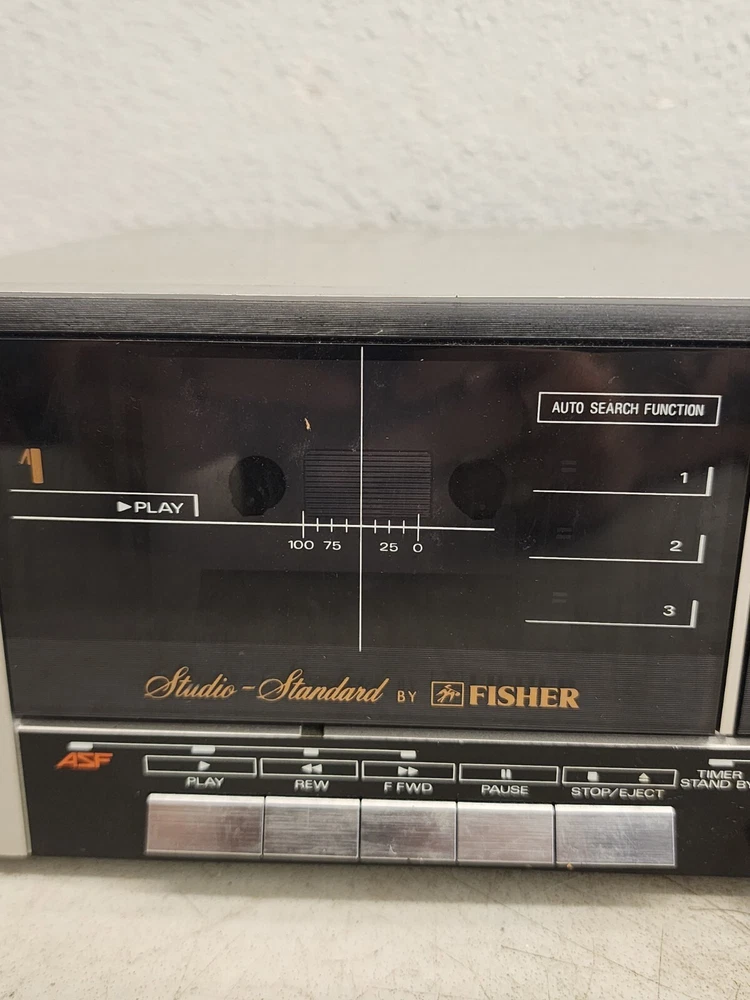 AUTO SEARCH FUNCTION
1
1
▶PLAY
2
100 75 25 0
3
Studio-Standard BY FISHER
ASF
PLAY REW F FWD PAUSE STOP/EJECT TIMER STAND BY